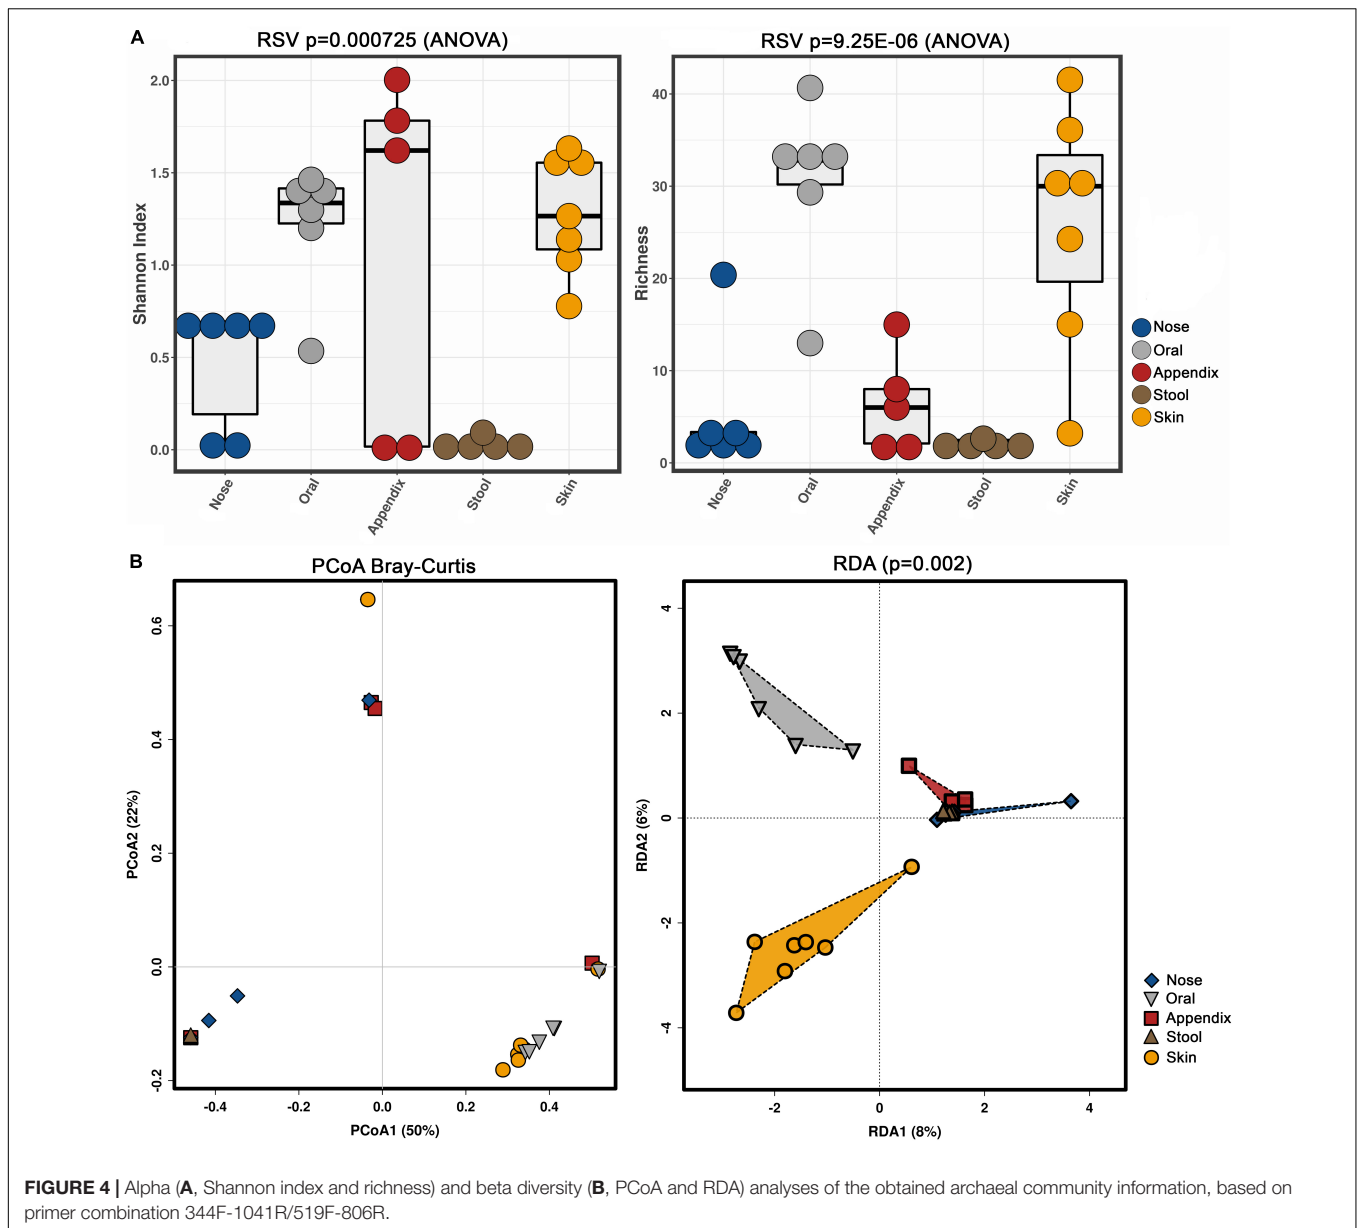 A
RSV p=0.000725 (ANOVA)
Shannon Index
2.0
1.5
1.0
0.5
0.0
Nose
Oral
Appendix
Stool
Skin
RSV p=9.25E-06 (ANOVA)
Richness
40
30
20
10
0
Nose
Oral
Appendix
Stool
Skin
Nose
Oral
Appendix
Stool
Skin
B
PCoA Bray-Curtis
PCoA2 (22%)
0.6
0.4
0.2
0.0
-0.2
-0.4
-0.2
0.0
0.2
0.4
PCoA1 (50%)
RDA (p=0.002)
RDA2 (6%)
4
2
0
-2
-4
-2
0
2
4
RDA1 (8%)
Nose
Oral
Appendix
Stool
Skin
FIGURE 4 | Alpha (A, Shannon index and richness) and beta diversity (B, PCoA and RDA) analyses of the obtained archaeal community information, based on
primer combination 344F-1041R/519F-806R.